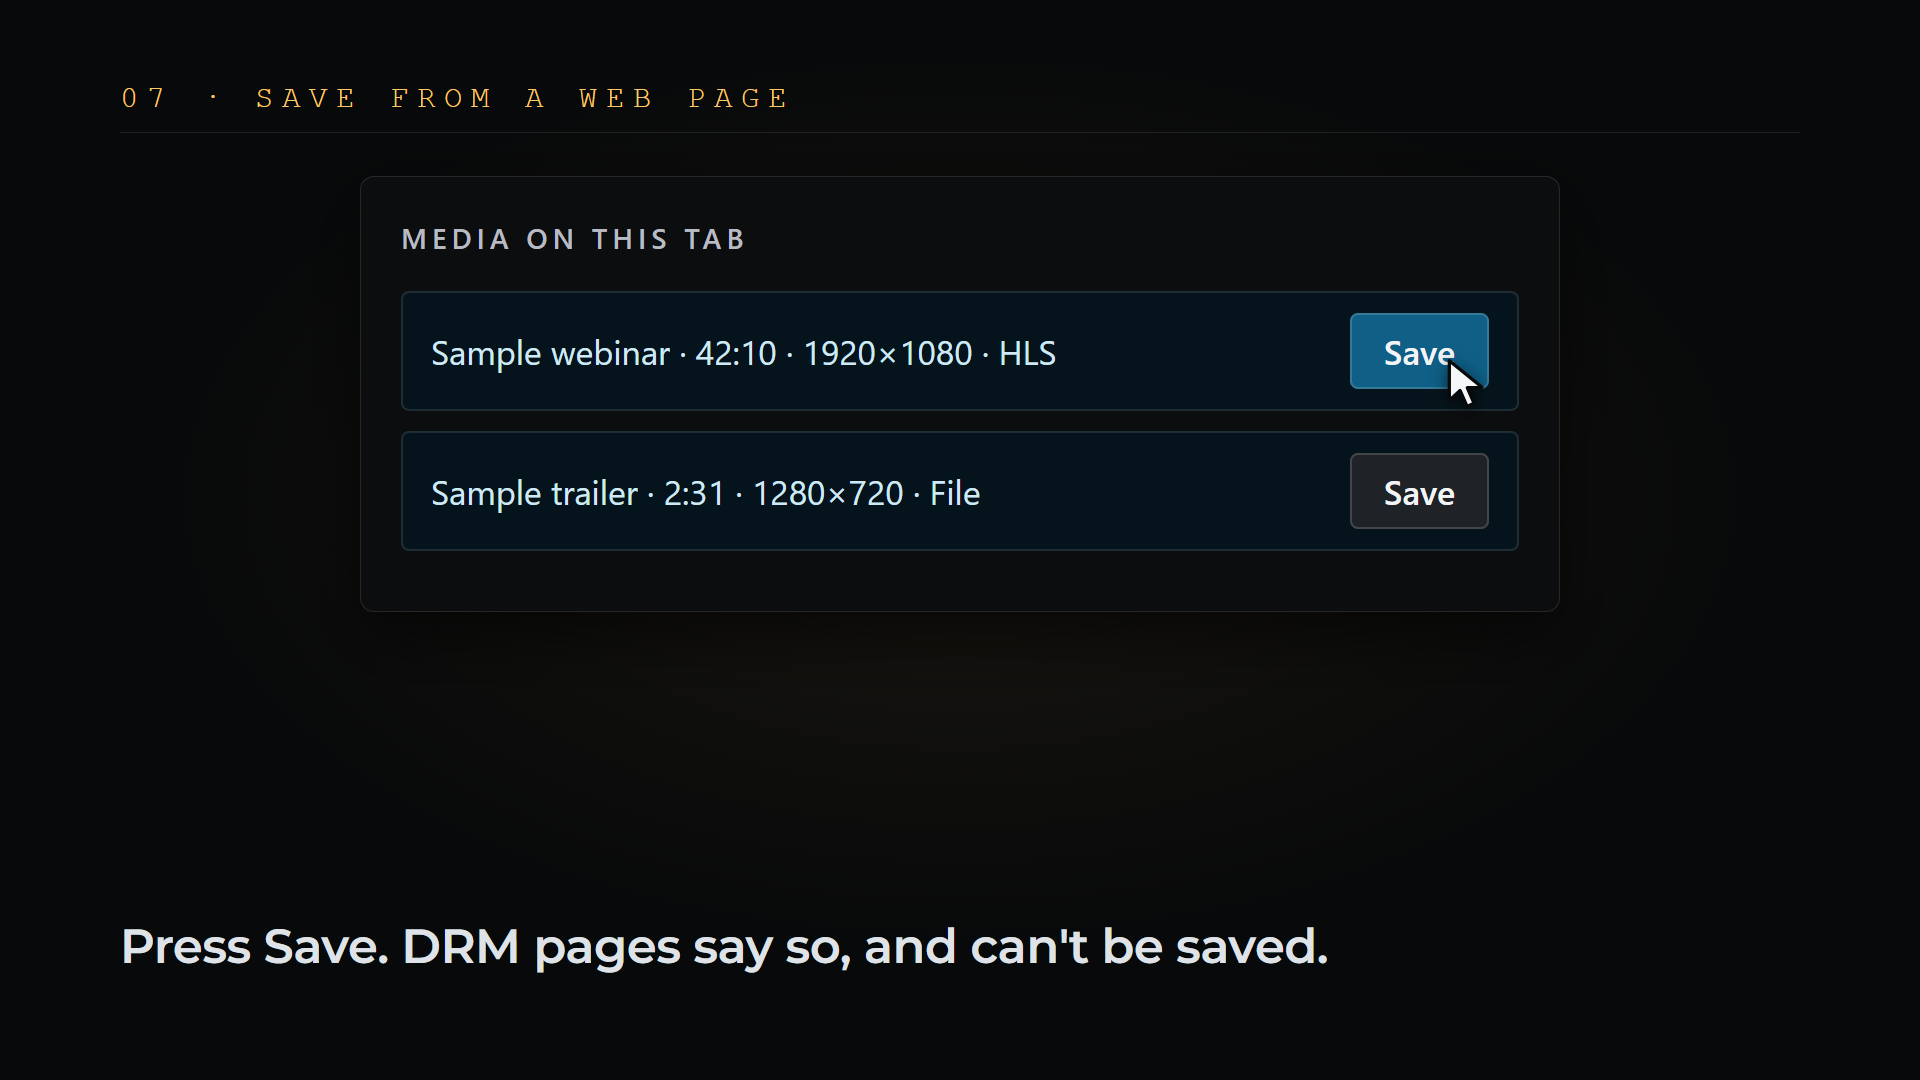 07 · SAVE FROM A WEB PAGE
MEDIA ON THIS TAB
Sample webinar · 42:10 · 1920×1080 · HLS
Save
Sample trailer · 2:31 · 1280×720 · File
Save
Press Save. DRM pages say so, and can't be saved.